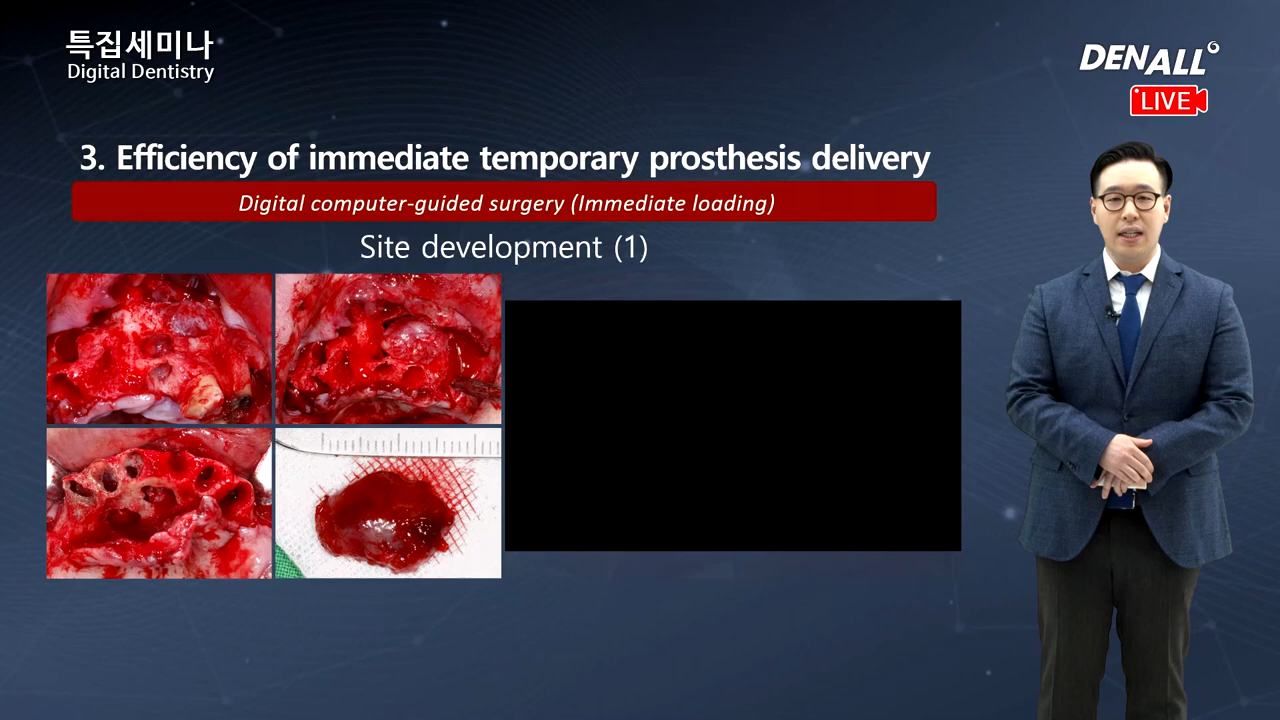 특집세미나
Digital Dentistry
DENALL
LIVE
3. Efficiency of immediate temporary prosthesis delivery
Digital computer-guided surgery (Immediate loading)
Site development (1)